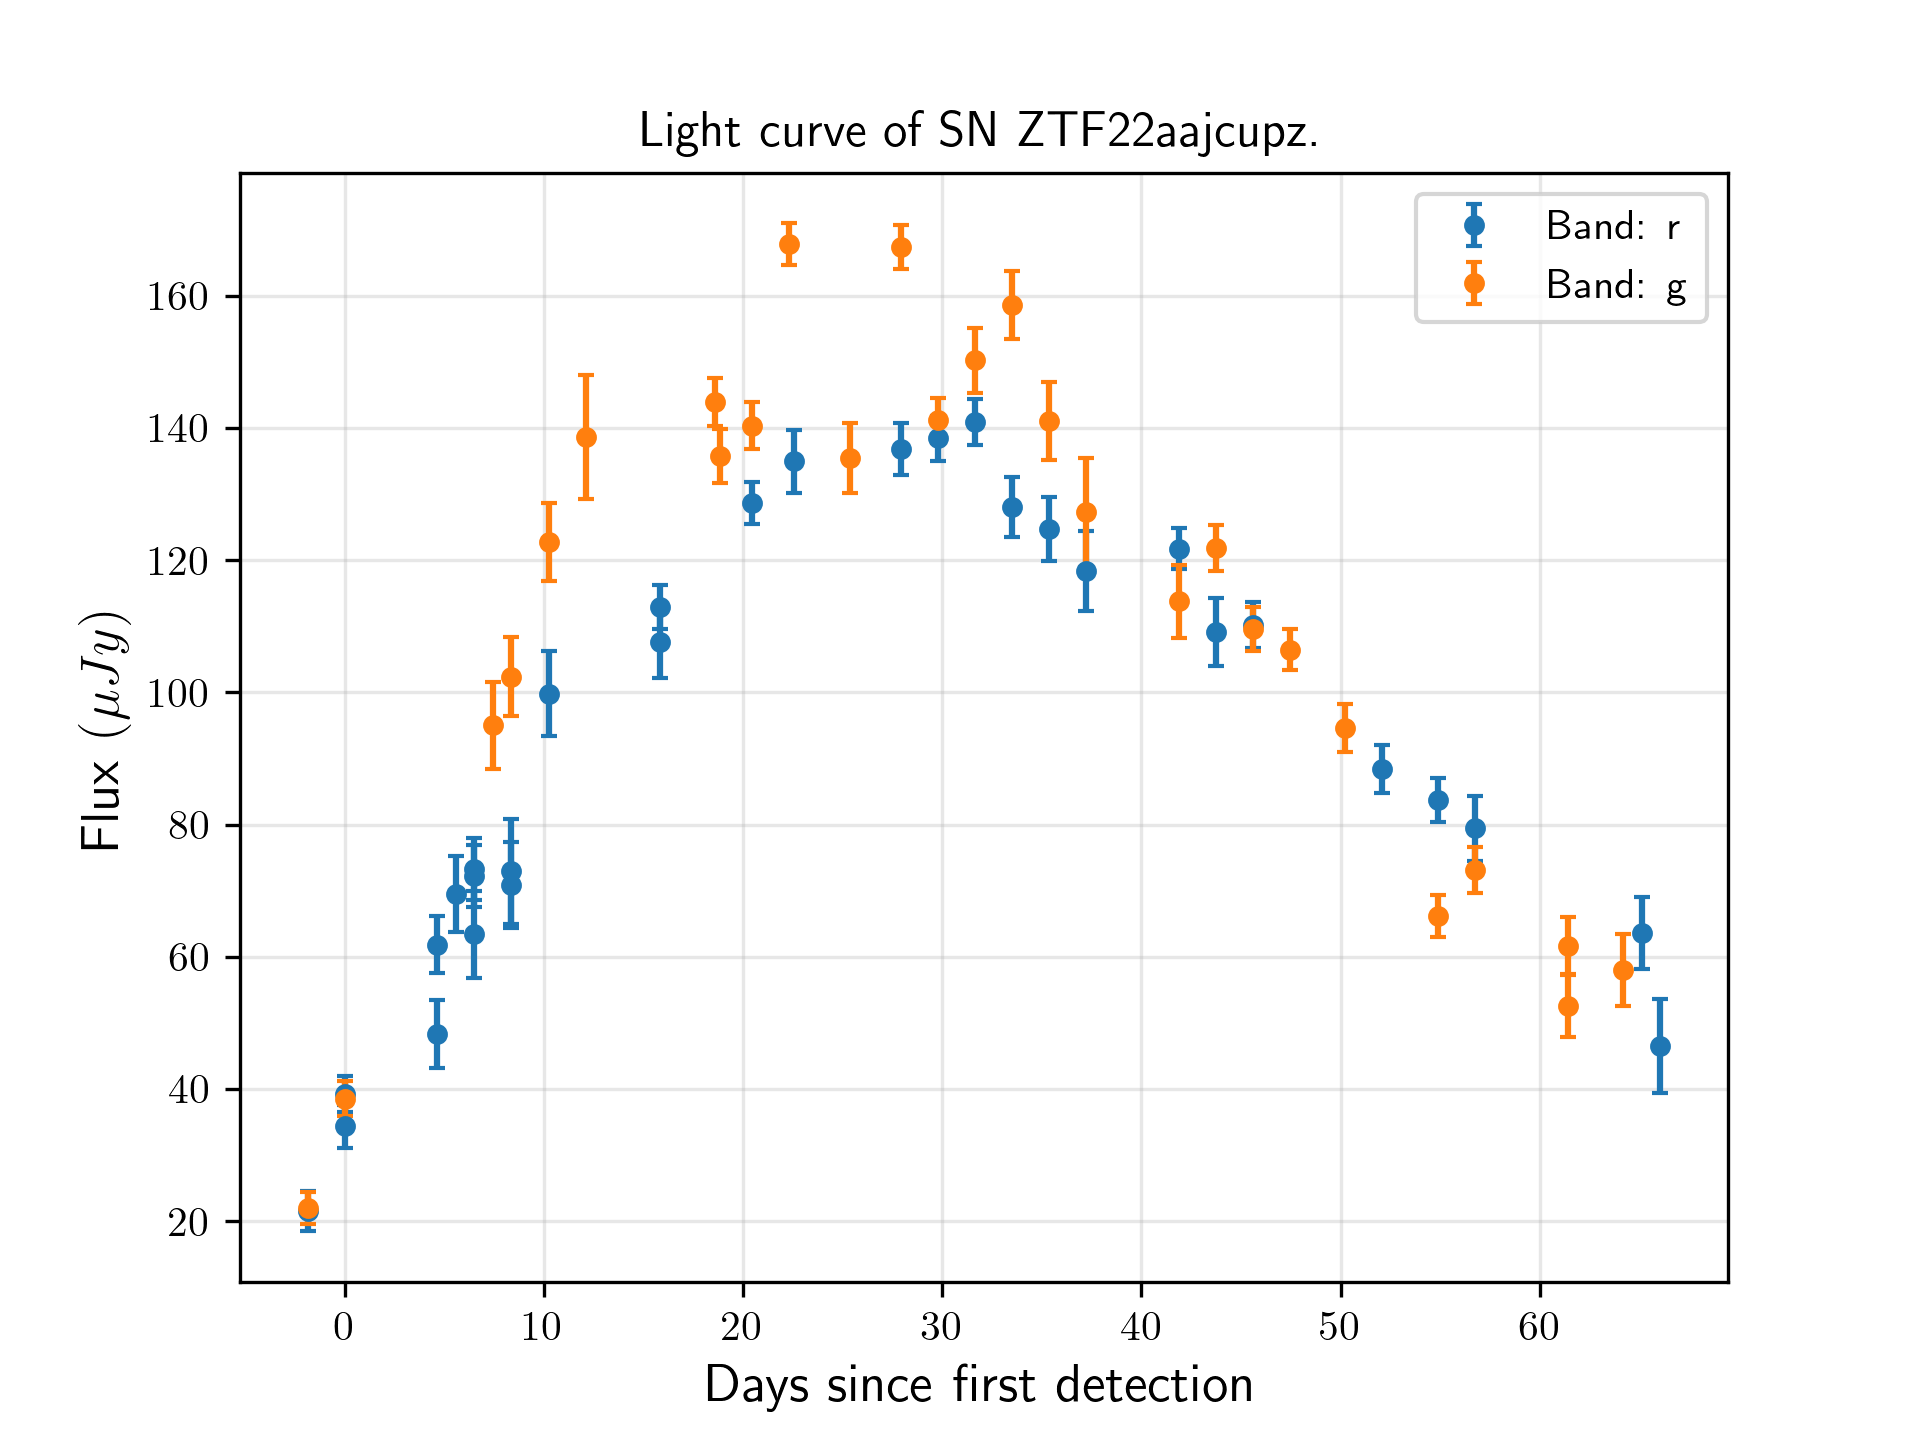 Light curve of SN ZTF22aajcupz.
Band: r
Band: g
160
140
120
100
80
60
40
20
Flux (μJy)
0 10 20 30 40 50 60
Days since first detection